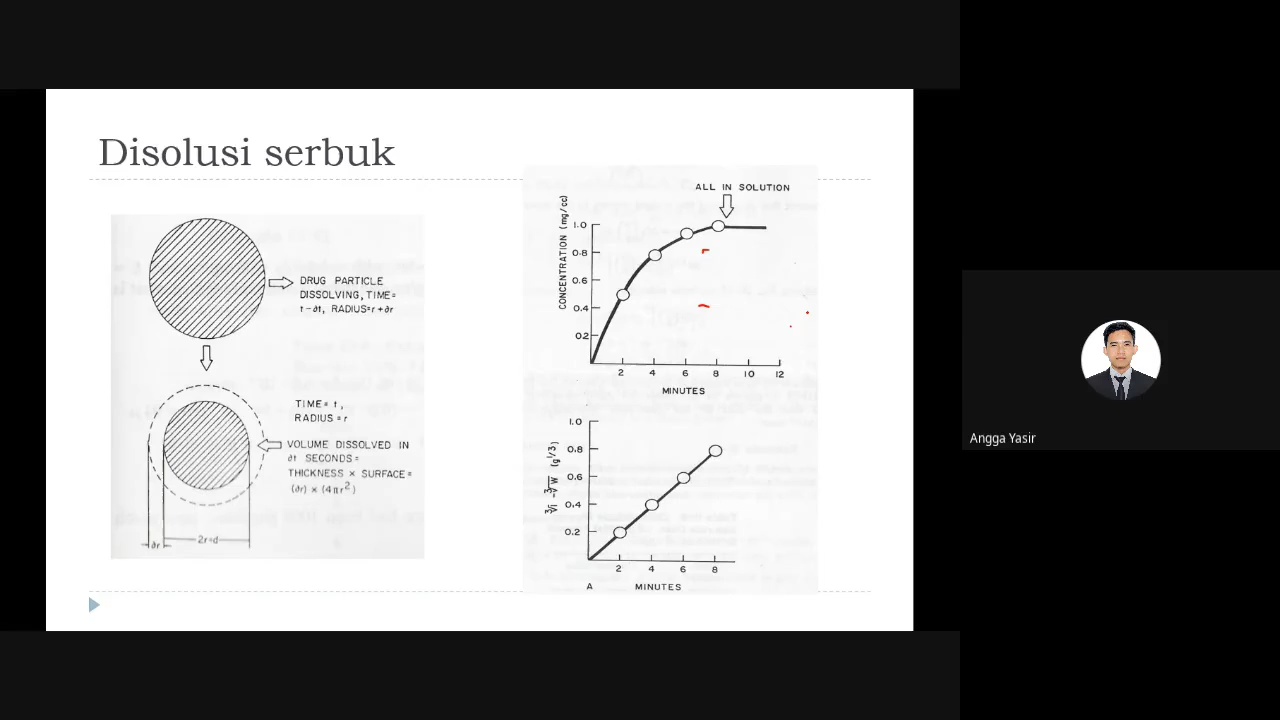 Disolusi serbuk
DRUG PARTICLE
DISSOLVING, TIME=
t-∂t, RADIUS=r+∂r
TIME= t,
RADIUS=r
VOLUME DISSOLVED IN
∂t SECONDS=
THICKNESS × SURFACE=
(∂r) × (4πr²)
∂r
2r=d
ALL IN SOLUTION
CONCENTRATION (mg/cc)
1.0
0.8
0.6
0.4
0.2
2 4 6 8 10 12
MINUTES
∛1 - ∛W (g^1/3)
1.0
0.8
0.6
0.4
0.2
2 4 6 8
A MINUTES
Angga Yasir